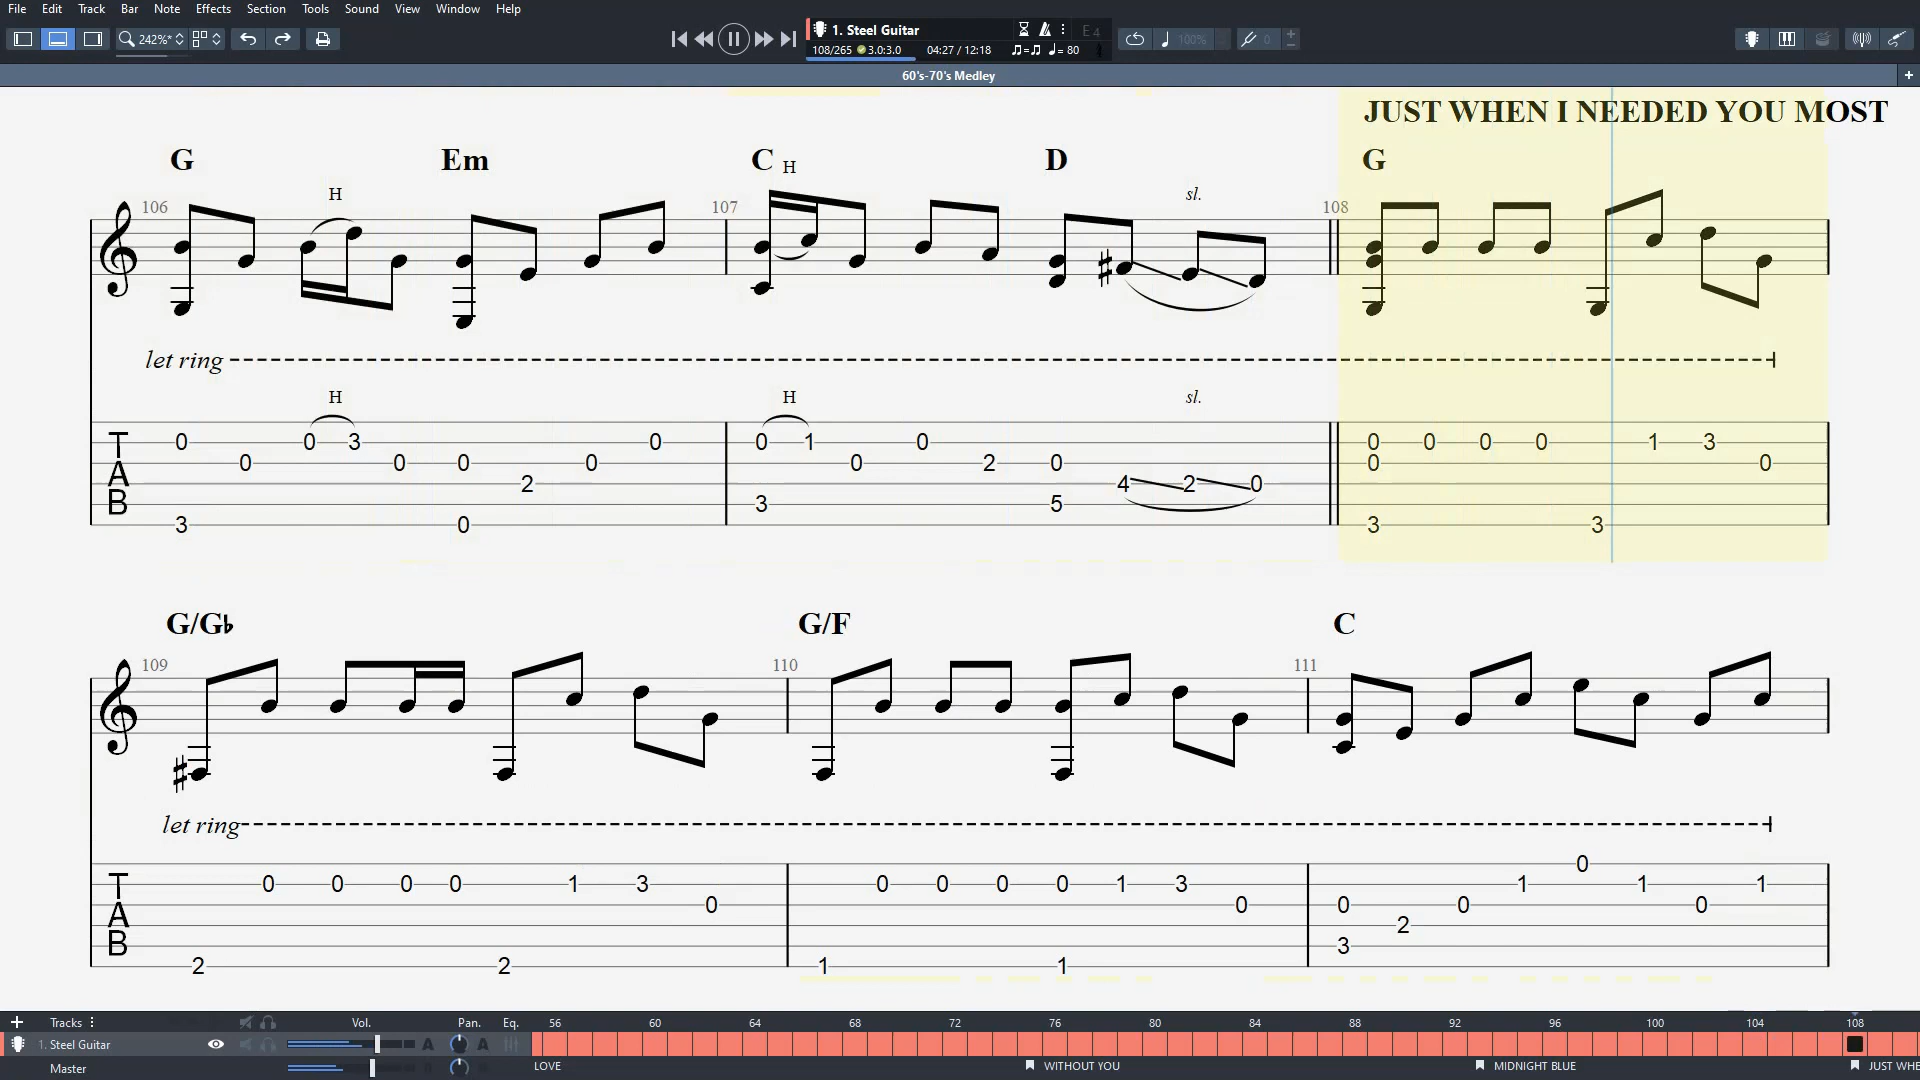 File Edit Track Bar Note Effects Section Tools Sound View Window Help
242%* 1. Steel Guitar E 4 100% 0
108/265 3.0:3.0 04:27 / 12:18 ♫=♫ ♩= 80
60's-70's Medley
JUST WHEN I NEEDED YOU MOST
G Em C H D G
H sl.
106 107 108
let ring
H H sl.
0 0 3 0 0 1 0 0 0 0 0 1 3
0 0 0 0 0 2 0 0 0
2 4 2 0
3 5
3 0 3 3
T
A
B
G/G♭ G/F C
109 110 111
let ring
0
0 0 0 0 1 3 0 0 0 0 1 3 1 1 1
0 0 0 0 0
2
3
2 2 1 1
T
A
B
Tracks Vol. Pan. Eq. 56 60 64 68 72 76 80 84 88 92 96 100 104 108
1. Steel Guitar A A
Master LOVE WITHOUT YOU MIDNIGHT BLUE JUST WHE